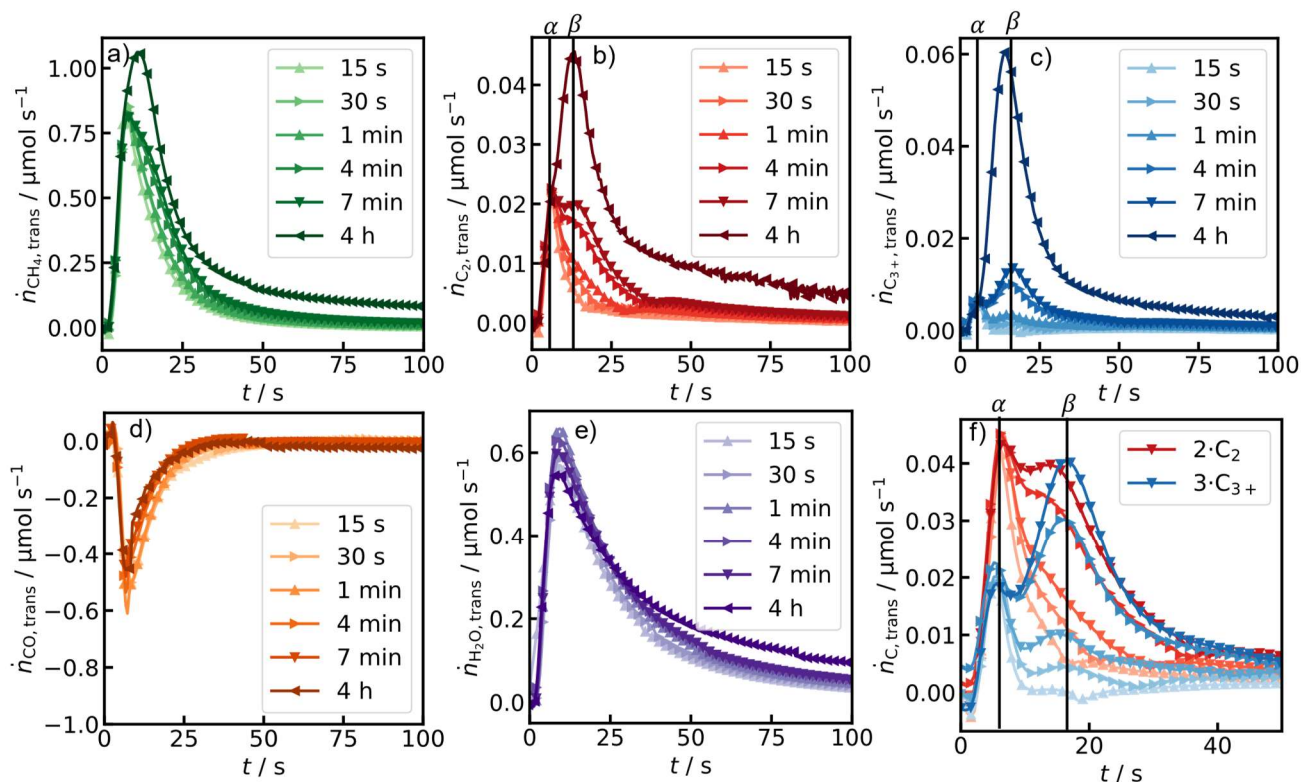 a)
1.00
0.75
0.50
0.25
0.00
ṅCH₄,trans / µmol s⁻¹
0 25 50 75 100
t / s
15 s
30 s
1 min
4 min
7 min
4 h
α β
b)
0.04
0.03
0.02
0.01
0.00
ṅC₂,trans / µmol s⁻¹
0 25 50 75 100
t / s
15 s
30 s
1 min
4 min
7 min
4 h
α β
c)
0.06
0.04
0.02
0.00
ṅC₃₊,trans / µmol s⁻¹
0 25 50 75 100
t / s
15 s
30 s
1 min
4 min
7 min
4 h
d)
0.0
−0.2
−0.4
−0.6
−0.8
−1.0
ṅCO,trans / µmol s⁻¹
0 25 50 75 100
t / s
15 s
30 s
1 min
4 min
7 min
4 h
e)
0.6
0.4
0.2
0.0
ṅH₂O,trans / µmol s⁻¹
0 25 50 75 100
t / s
15 s
30 s
1 min
4 min
7 min
4 h
α β
f)
0.04
0.03
0.02
0.01
0.00
ṅC,trans / µmol s⁻¹
0 20 40
t / s
2·C₂
3·C₃₊